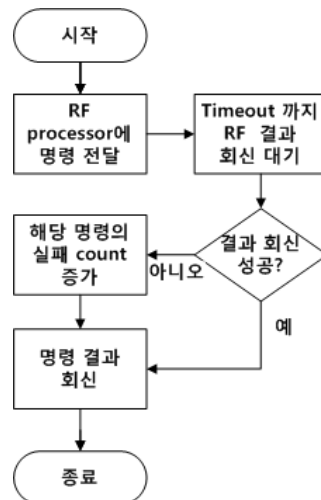 시작
RF
processor에
명령 전달
Timeout 까지
RF 결과
회신 대기
결과 회신
성공?
아니오
예
해당 명령의
실패 count
증가
명령 결과
회신
종료